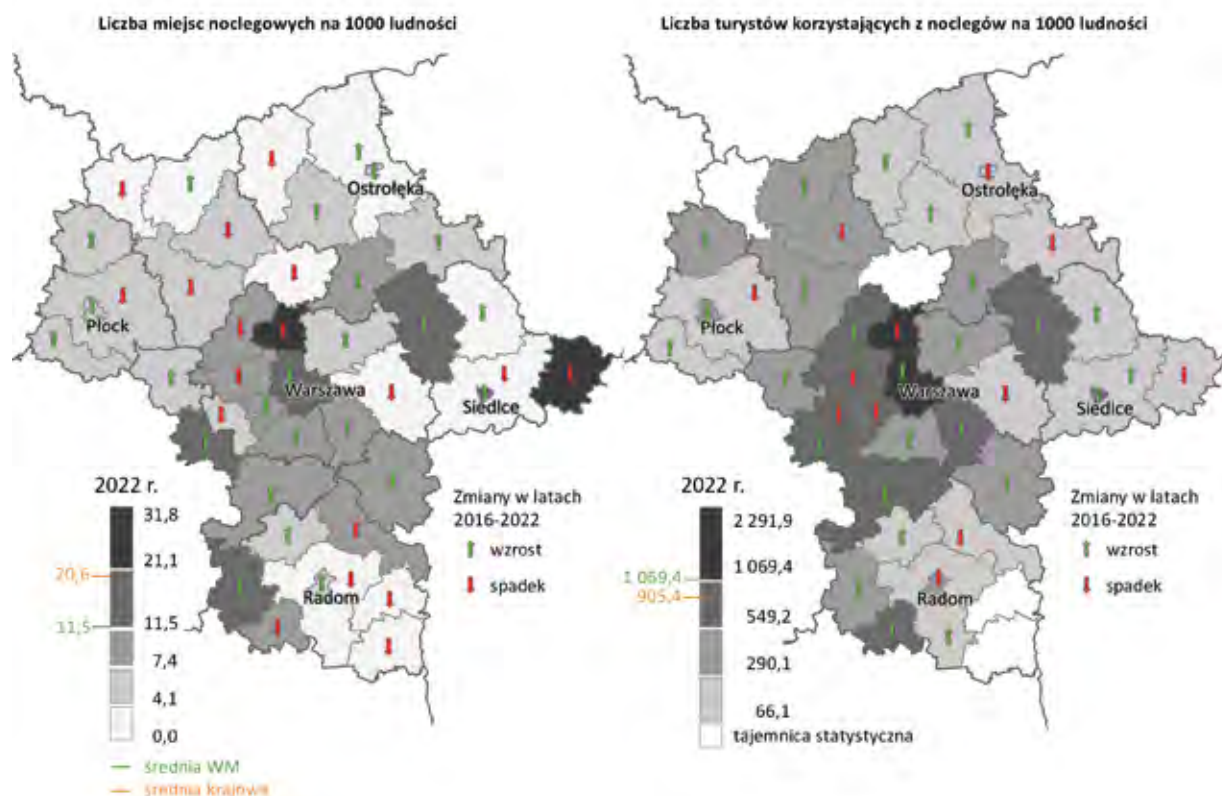 Liczba miejsc noclegowych na 1000 ludności
Ostrołęka
Płock
Warszawa
Siedlce
Radom
2022 r.
31,8
21,1
11,5
7,4
4,1
0,0
20,6
11,5
Zmiany w latach
2016-2022
wzrost
spadek
średnia WM
średnia krajowa
Liczba turystów korzystających z noclegów na 1000 ludności
Ostrołęka
Płock
Warszawa
Siedlce
Radom
2022 r.
2 291,9
1 069,4
549,2
290,1
66,1
tajemnica statystyczna
1 069,4
905,4
Zmiany w latach
2016-2022
wzrost
spadek